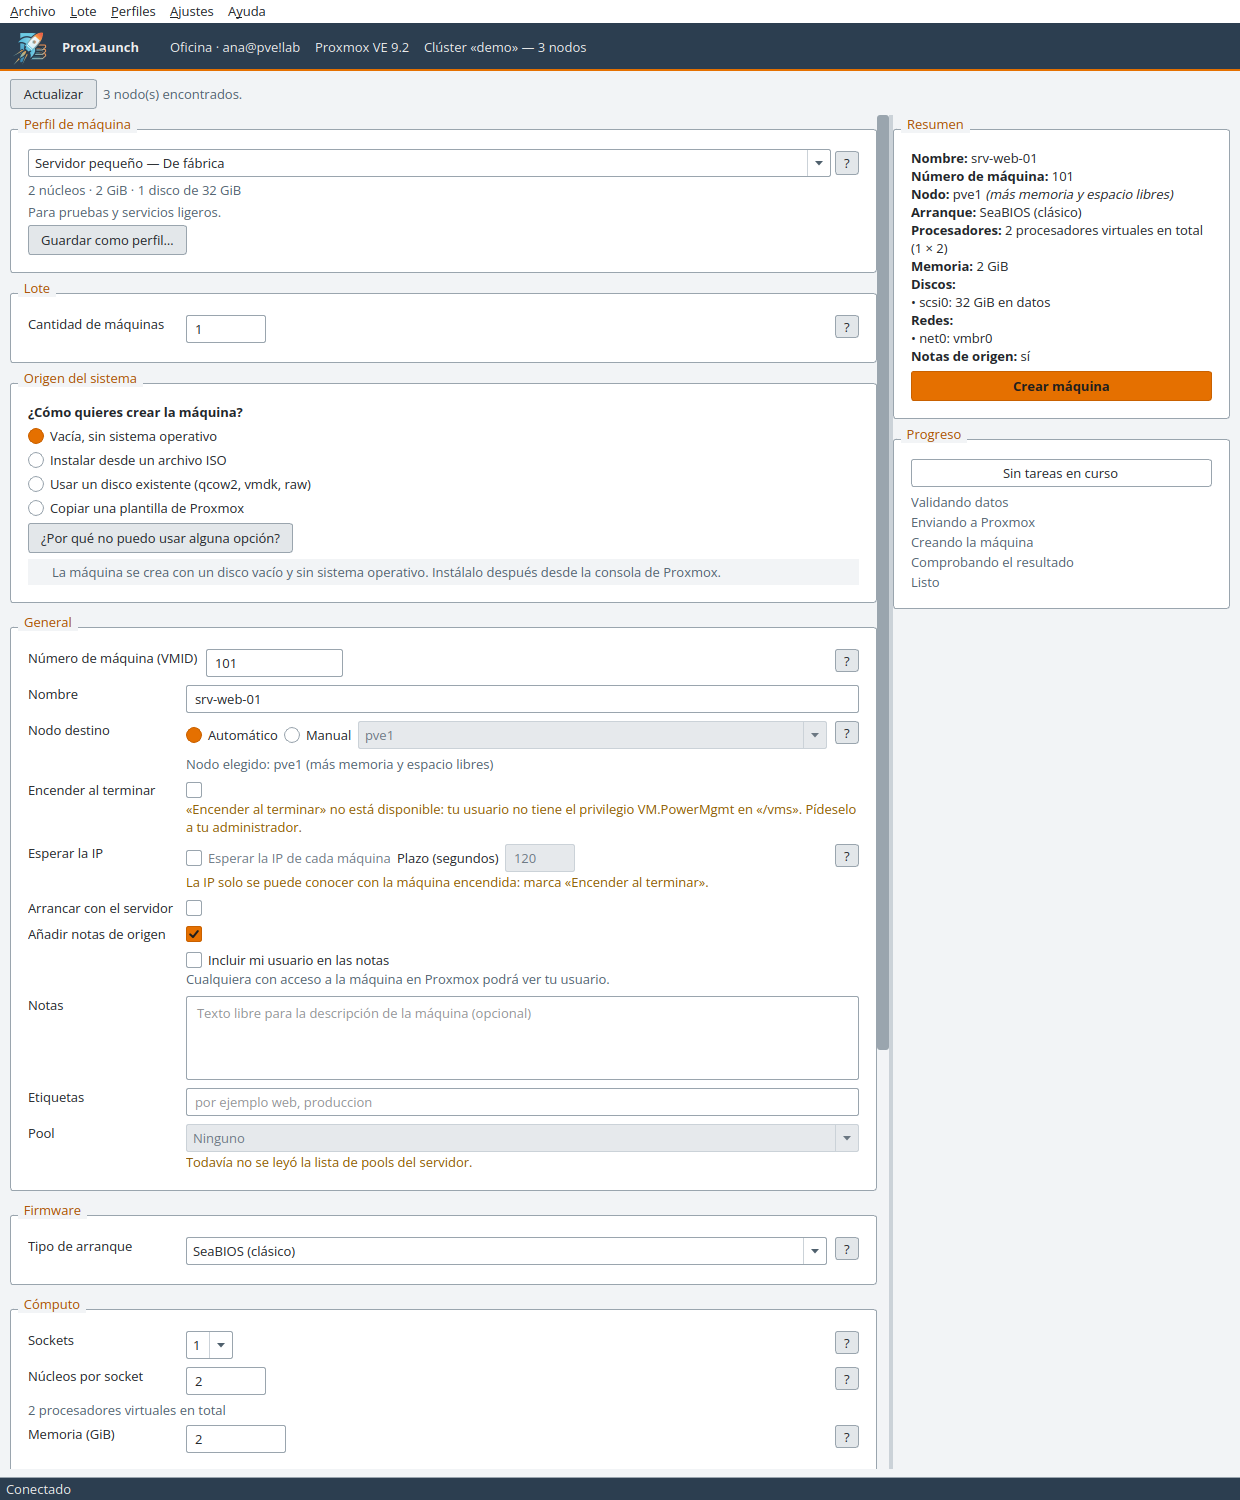 Archivo Lote Perfiles Ajustes Ayuda
ProxLaunch Oficina · ana@pve!lab Proxmox VE 9.2 Clúster «demo» — 3 nodos
Actualizar 3 nodo(s) encontrados.
Perfil de máquina
Servidor pequeño — De fábrica ?
2 núcleos · 2 GiB · 1 disco de 32 GiB
Para pruebas y servicios ligeros.
Guardar como perfil...
Lote
Cantidad de máquinas 1 ?
Origen del sistema
¿Cómo quieres crear la máquina?
Vacía, sin sistema operativo
Instalar desde un archivo ISO
Usar un disco existente (qcow2, vmdk, raw)
Copiar una plantilla de Proxmox
¿Por qué no puedo usar alguna opción?
La máquina se crea con un disco vacío y sin sistema operativo. Instálalo después desde la consola de Proxmox.
General
Número de máquina (VMID) 101 ?
Nombre srv-web-01
Nodo destino Automático Manual pve1 ?
Nodo elegido: pve1 (más memoria y espacio libres)
Encender al terminar
«Encender al terminar» no está disponible: tu usuario no tiene el privilegio VM.PowerMgmt en «/vms». Pídeselo
a tu administrador.
Esperar la IP Esperar la IP de cada máquina Plazo (segundos) 120 ?
La IP solo se puede conocer con la máquina encendida: marca «Encender al terminar».
Arrancar con el servidor
Añadir notas de origen
Incluir mi usuario en las notas
Cualquiera con acceso a la máquina en Proxmox podrá ver tu usuario.
Notas Texto libre para la descripción de la máquina (opcional)
Etiquetas por ejemplo web, produccion
Pool Ninguno
Todavía no se leyó la lista de pools del servidor.
Firmware
Tipo de arranque SeaBIOS (clásico) ?
Cómputo
Sockets 1 ?
Núcleos por socket 2 ?
2 procesadores virtuales en total
Memoria (GiB) 2 ?
Resumen
Nombre: srv-web-01
Número de máquina: 101
Nodo: pve1 (más memoria y espacio libres)
Arranque: SeaBIOS (clásico)
Procesadores: 2 procesadores virtuales en total
(1 × 2)
Memoria: 2 GiB
Discos:
• scsi0: 32 GiB en datos
Redes:
• net0: vmbr0
Notas de origen: sí
Crear máquina
Progreso
Sin tareas en curso
Validando datos
Enviando a Proxmox
Creando la máquina
Comprobando el resultado
Listo
Conectado